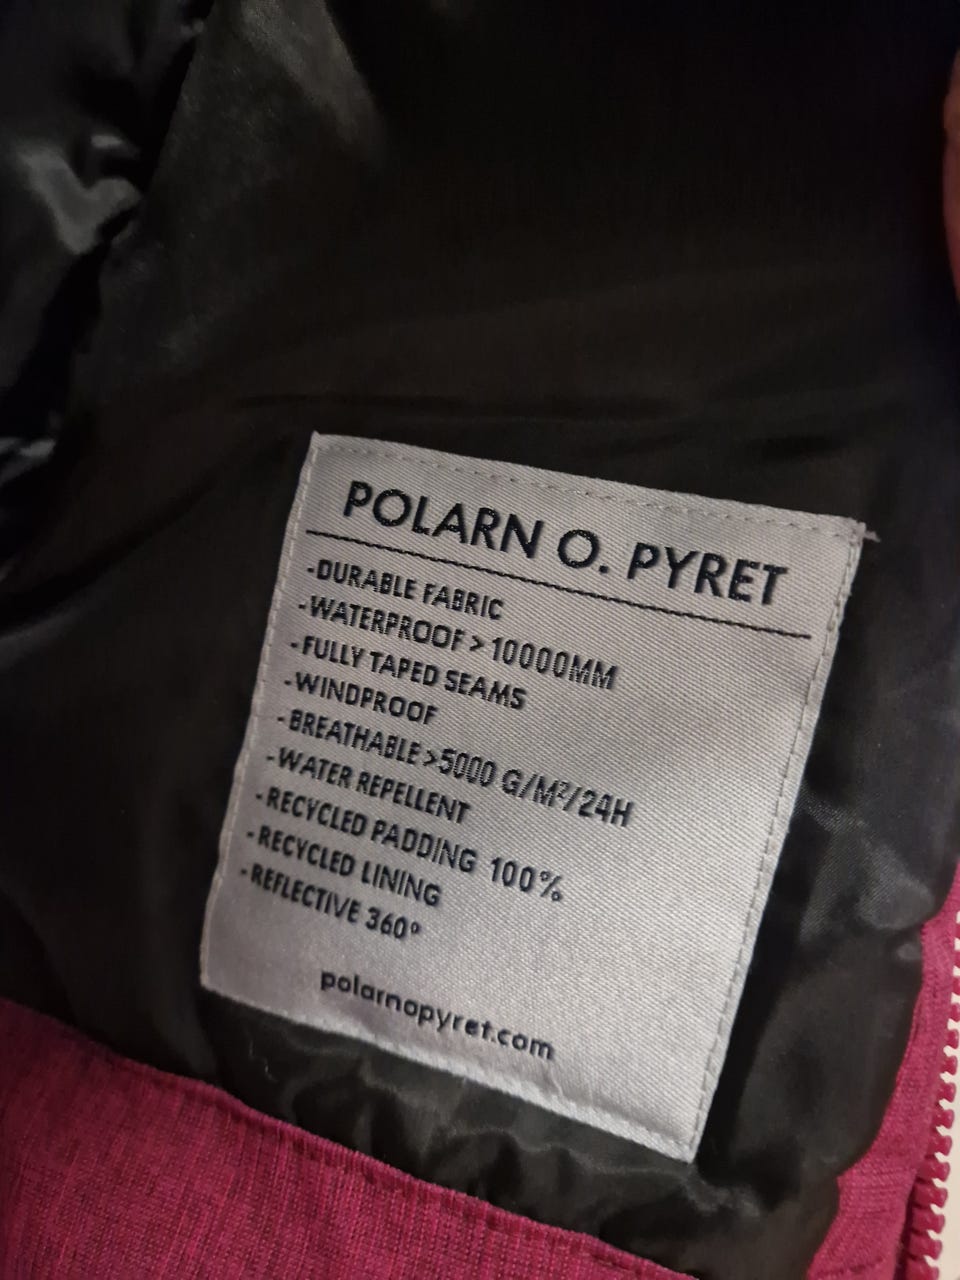 POLARN O. PYRET
-DURABLE FABRIC
-WATERPROOF > 10000MM
-FULLY TAPED SEAMS
-WINDPROOF
-BREATHABLE >5000 G/M²/24H
-WATER REPELLENT
-RECYCLED PADDING 100%
-RECYCLED LINING
-REFLECTIVE 360°
polarnopyret.com